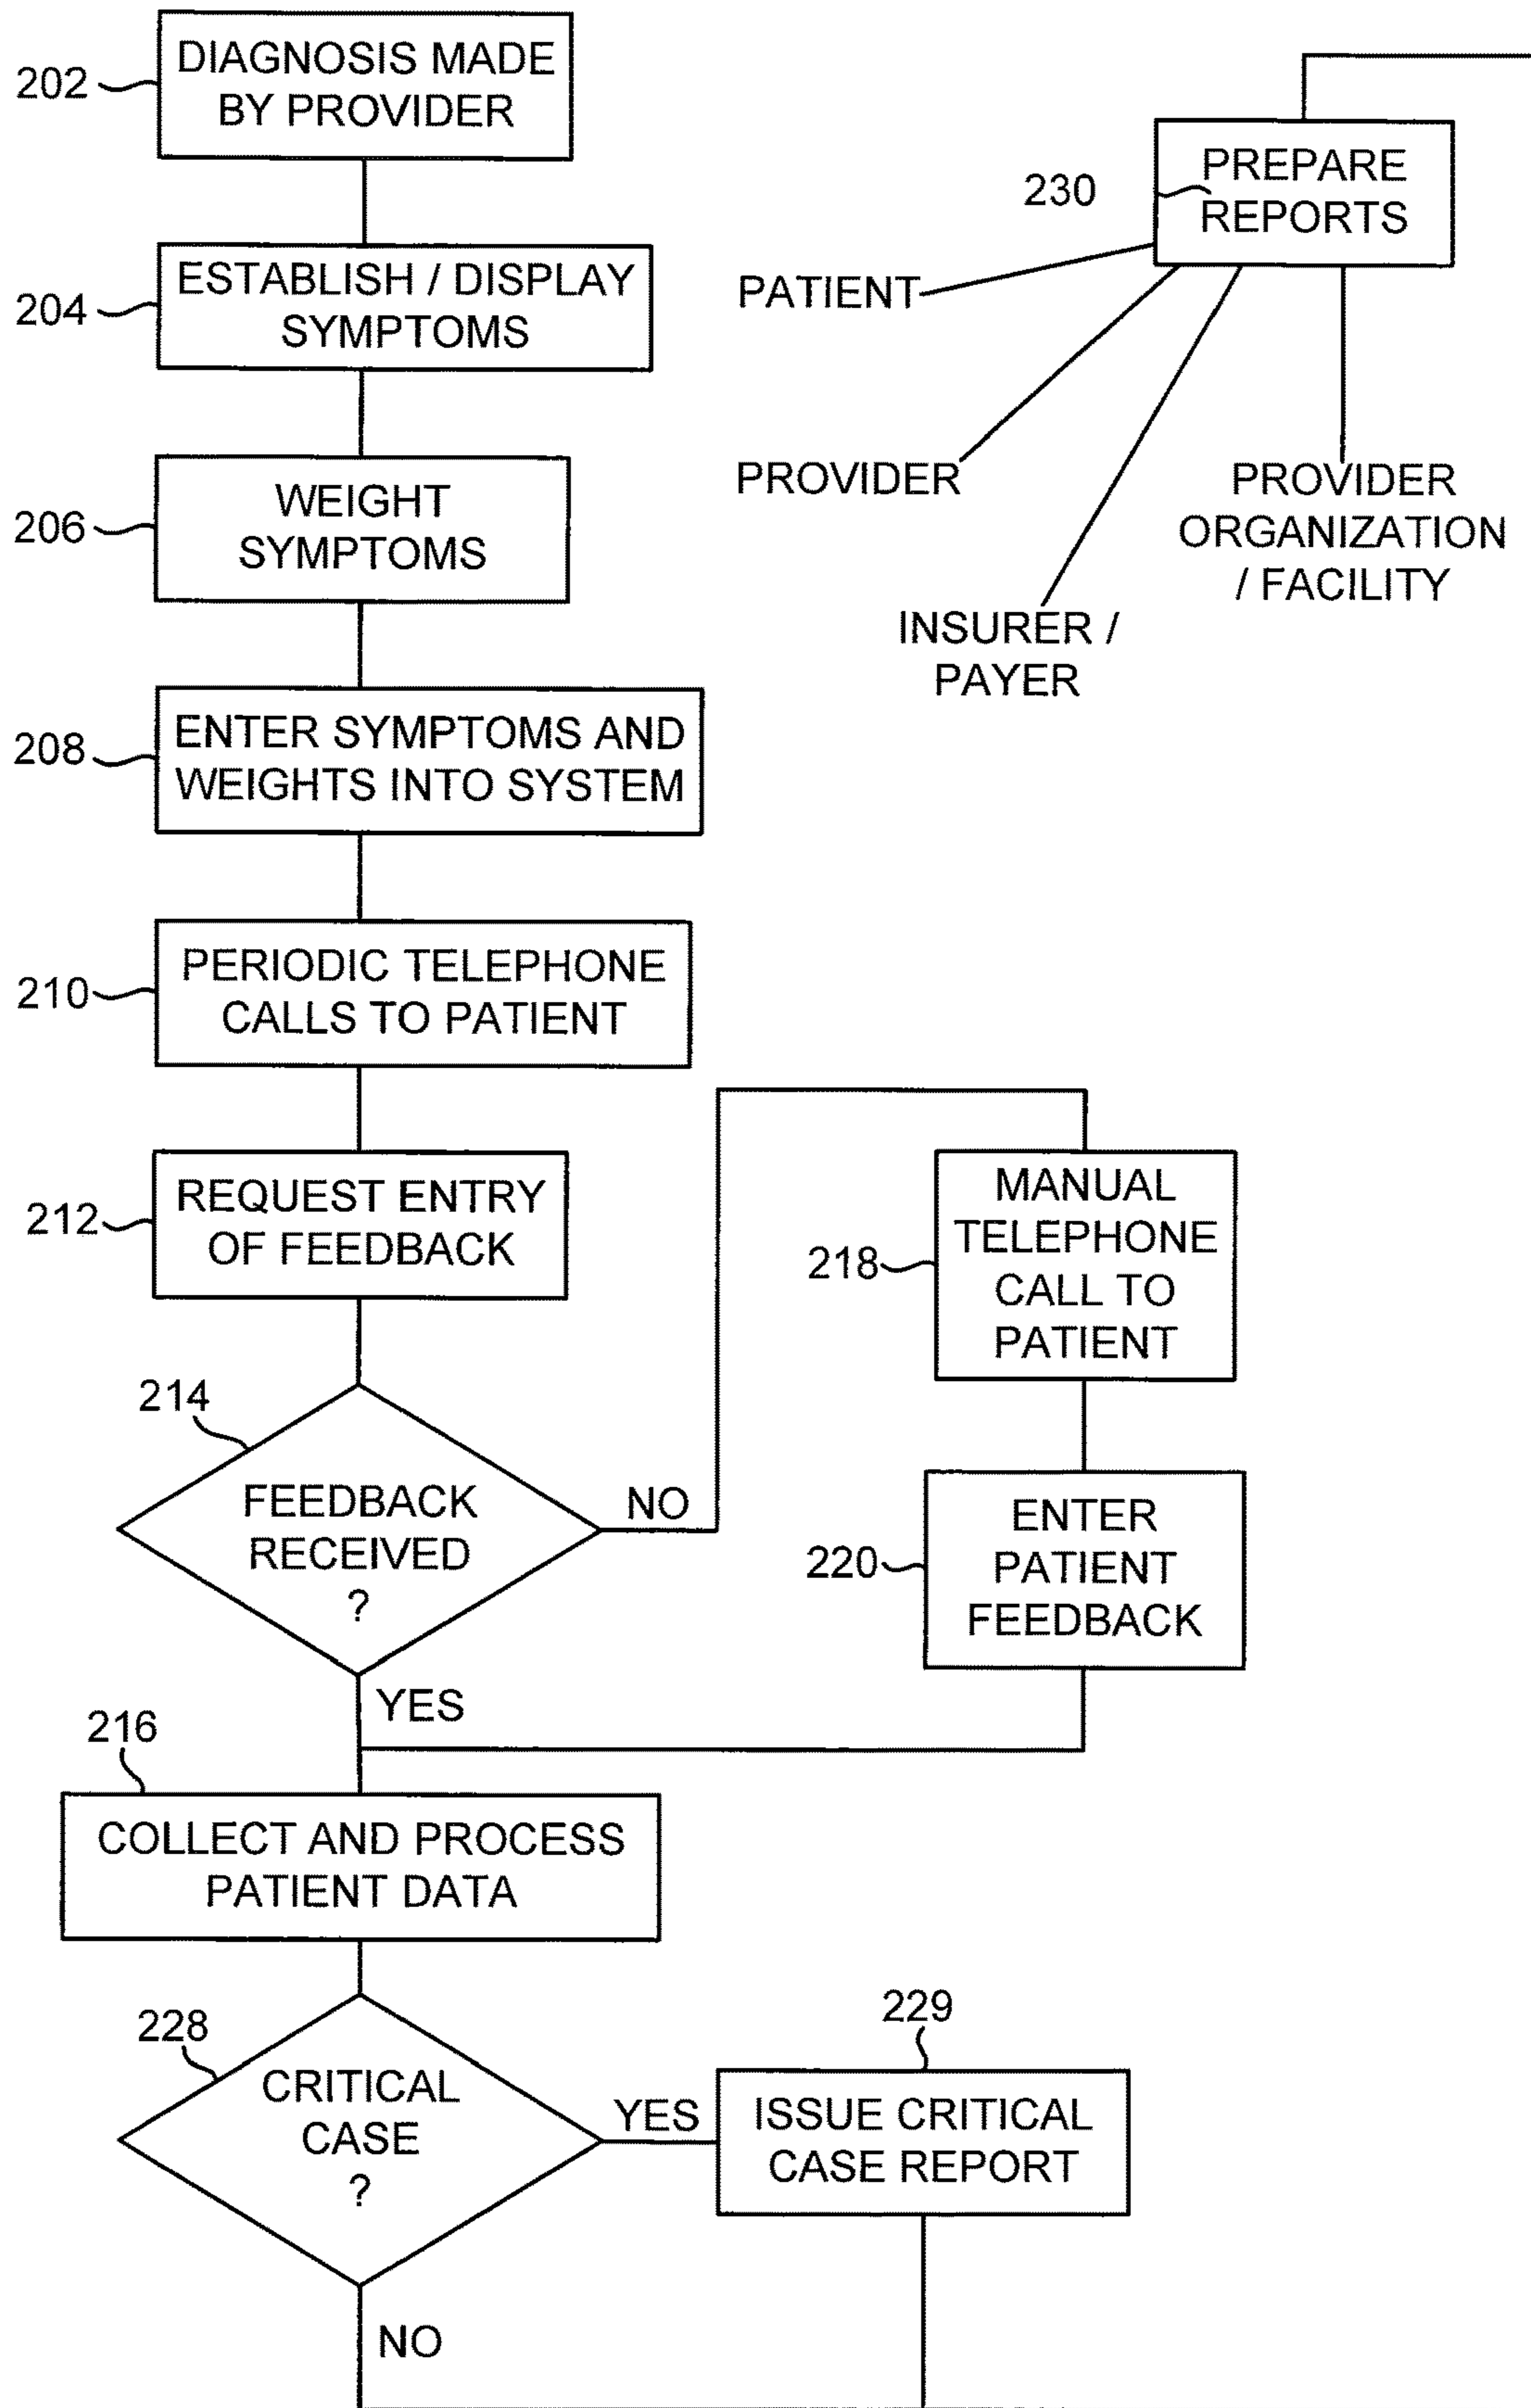 202
DIAGNOSIS MADE
BY PROVIDER
204
ESTABLISH / DISPLAY
SYMPTOMS
206
WEIGHT
SYMPTOMS
208
ENTER SYMPTOMS AND
WEIGHTS INTO SYSTEM
210
PERIODIC TELEPHONE
CALLS TO PATIENT
212
REQUEST ENTRY
OF FEEDBACK
214
FEEDBACK
RECEIVED
?
NO
YES
218
MANUAL
TELEPHONE
CALL TO
PATIENT
220
ENTER
PATIENT
FEEDBACK
216
COLLECT AND PROCESS
PATIENT DATA
228
CRITICAL
CASE
?
YES
NO
229
ISSUE CRITICAL
CASE REPORT
230
PREPARE
REPORTS
PATIENT
PROVIDER
INSURER /
PAYER
PROVIDER
ORGANIZATION
/ FACILITY